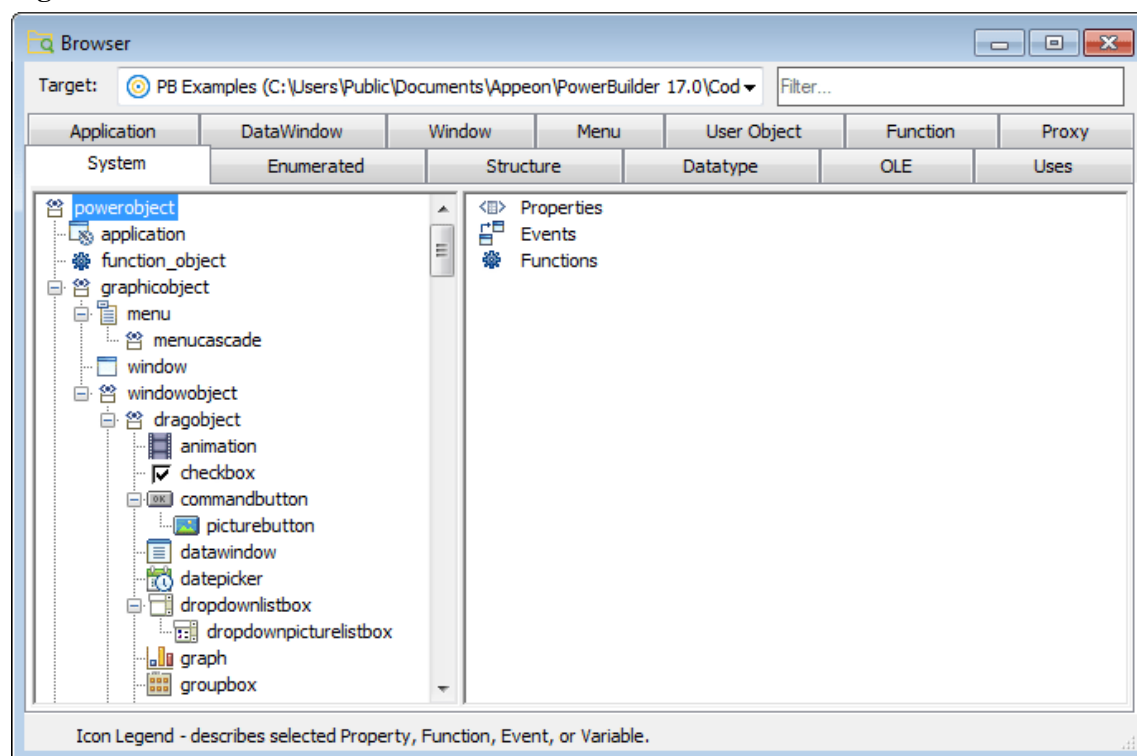 Browser
Target: PB Examples (C:\Users\Public\Documents\Appeon\PowerBuilder 17.0\Cod Filter...
Application DataWindow Window Menu User Object Function Proxy
System Enumerated Structure Datatype OLE Uses
powerobject
application
function_object
graphicobject
menu
menucascade
window
windowobject
dragobject
animation
checkbox
OK commandbutton
picturebutton
datawindow
datepicker
dropdownlistbox
dropdownpicturelistbox
graph
groupbox
Properties
Events
Functions
Icon Legend - describes selected Property, Function, Event, or Variable.